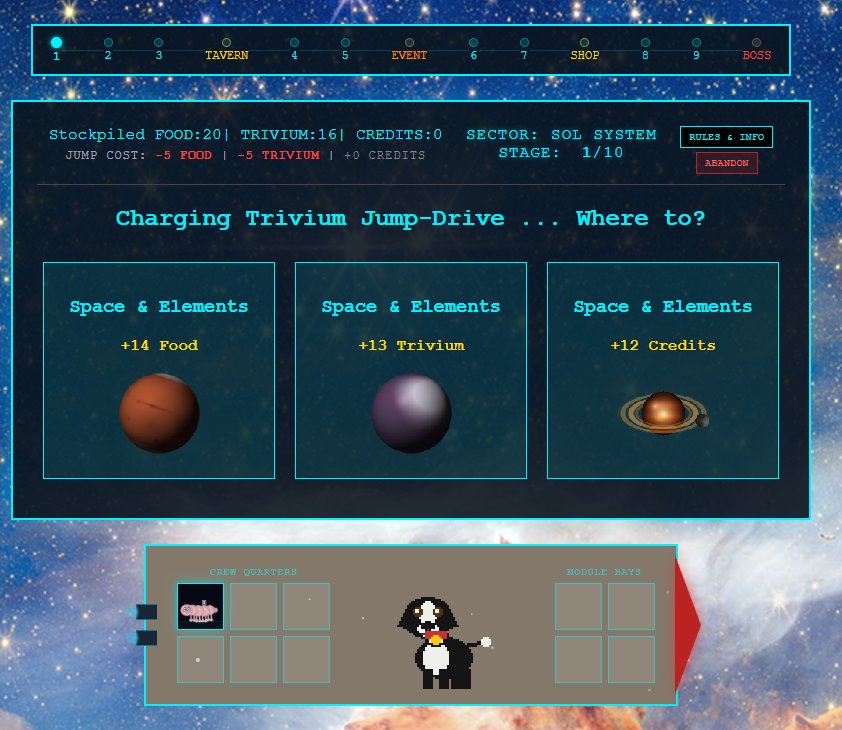 1 2 3 TAVERN 4 5 EVENT 6 7 SHOP 8 9 BOSS
Stockpiled FOOD:20| TRIVIUM:16| CREDITS:0
JUMP COST: -5 FOOD | -5 TRIVIUM | +0 CREDITS
SECTOR: SOL SYSTEM
STAGE: 1/10
RULES & INFO
ABANDON
Charging Trivium Jump-Drive ... Where to?
Space & Elements
+14 Food
Space & Elements
+13 Trivium
Space & Elements
+12 Credits
CREW QUARTERS
MODULE BAYS